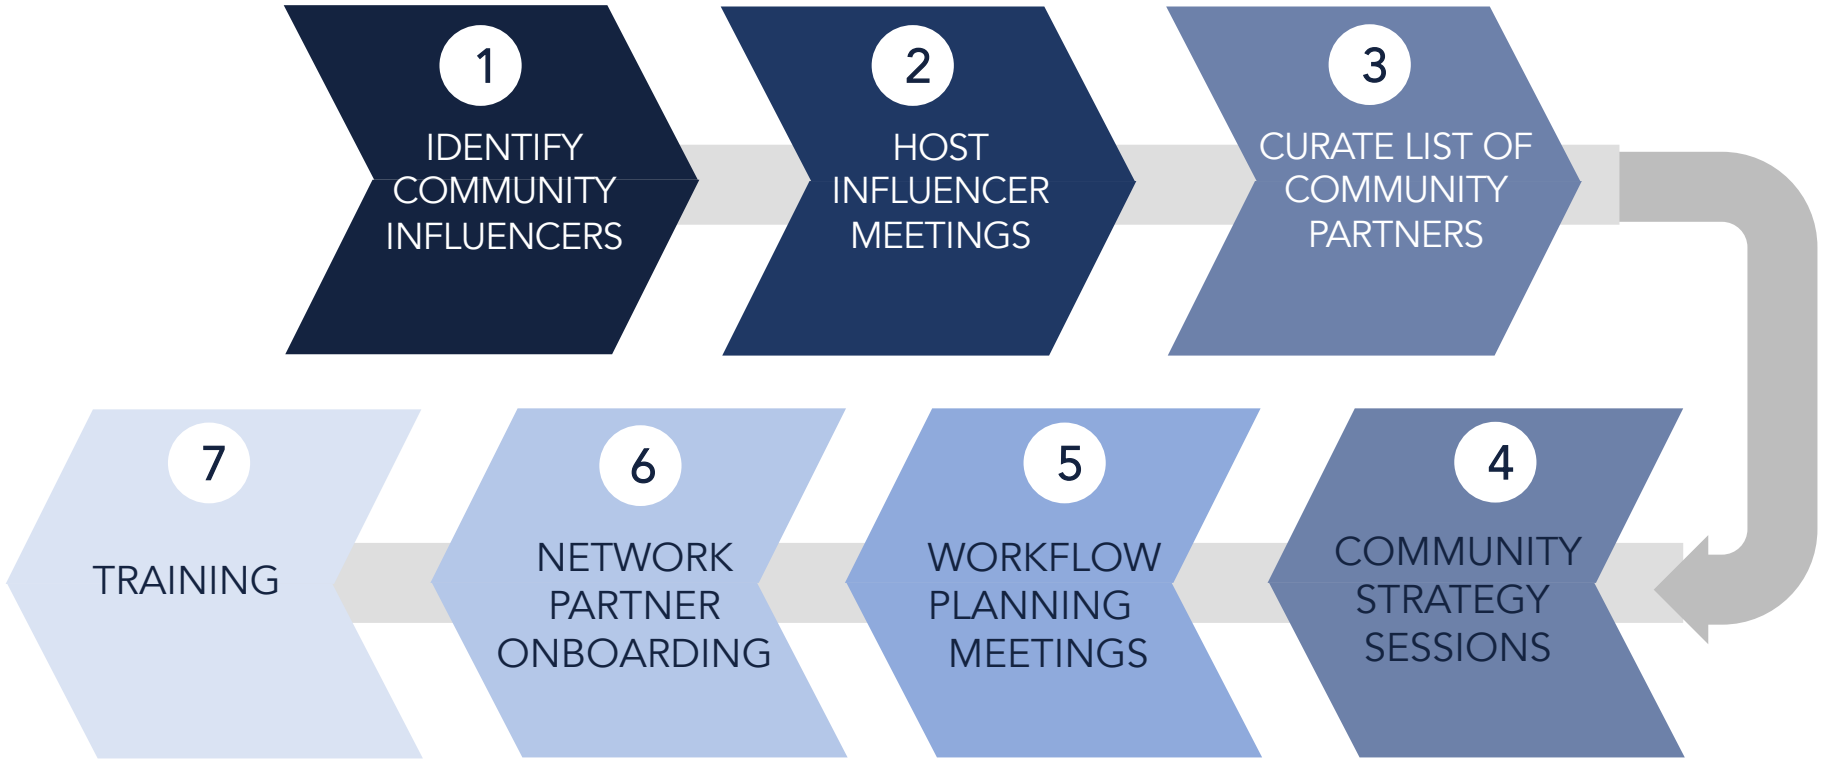 1
IDENTIFY
COMMUNITY
INFLUENCERS
2
HOST
INFLUENCER
MEETINGS
3
CURATE LIST OF
COMMUNITY
PARTNERS
4
COMMUNITY
STRATEGY
SESSIONS
5
WORKFLOW
PLANNING
MEETINGS
6
NETWORK
PARTNER
ONBOARDING
7
TRAINING